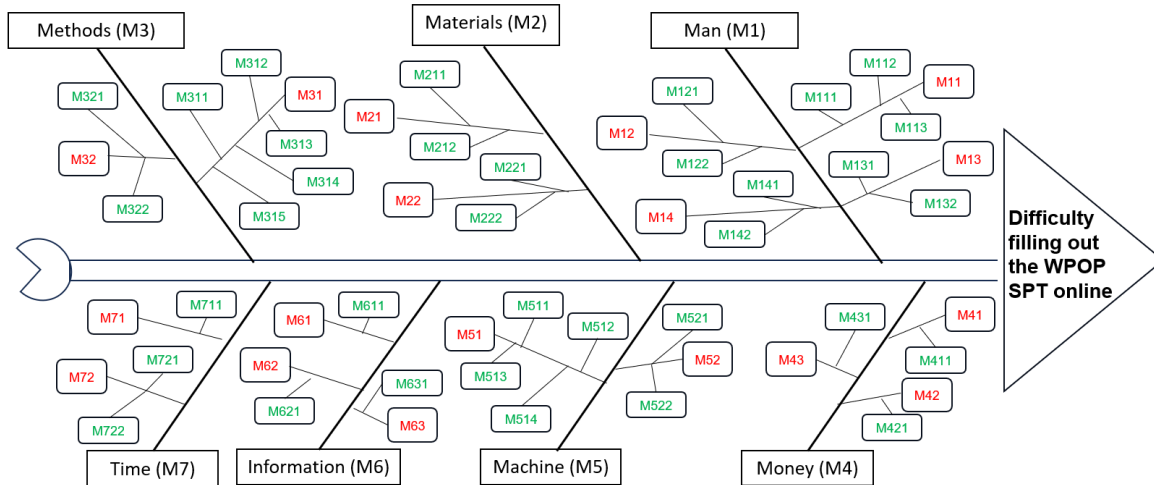 Methods (M3)
Materials (M2)
Man (M1)
M312
M321
M311
M31
M313
M32
M314
M322
M315
M211
M21
M212
M221
M22
M222
M112
M11
M121
M111
M113
M12
M122
M131
M13
M141
M132
M14
M142
Difficulty
filling out
the WPOP
SPT online
M711
M71
M721
M72
M722
M611
M61
M62
M631
M621
M63
M511
M512
M51
M513
M514
M521
M52
M522
M431
M41
M43
M411
M42
M421
Time (M7)
Information (M6)
Machine (M5)
Money (M4)